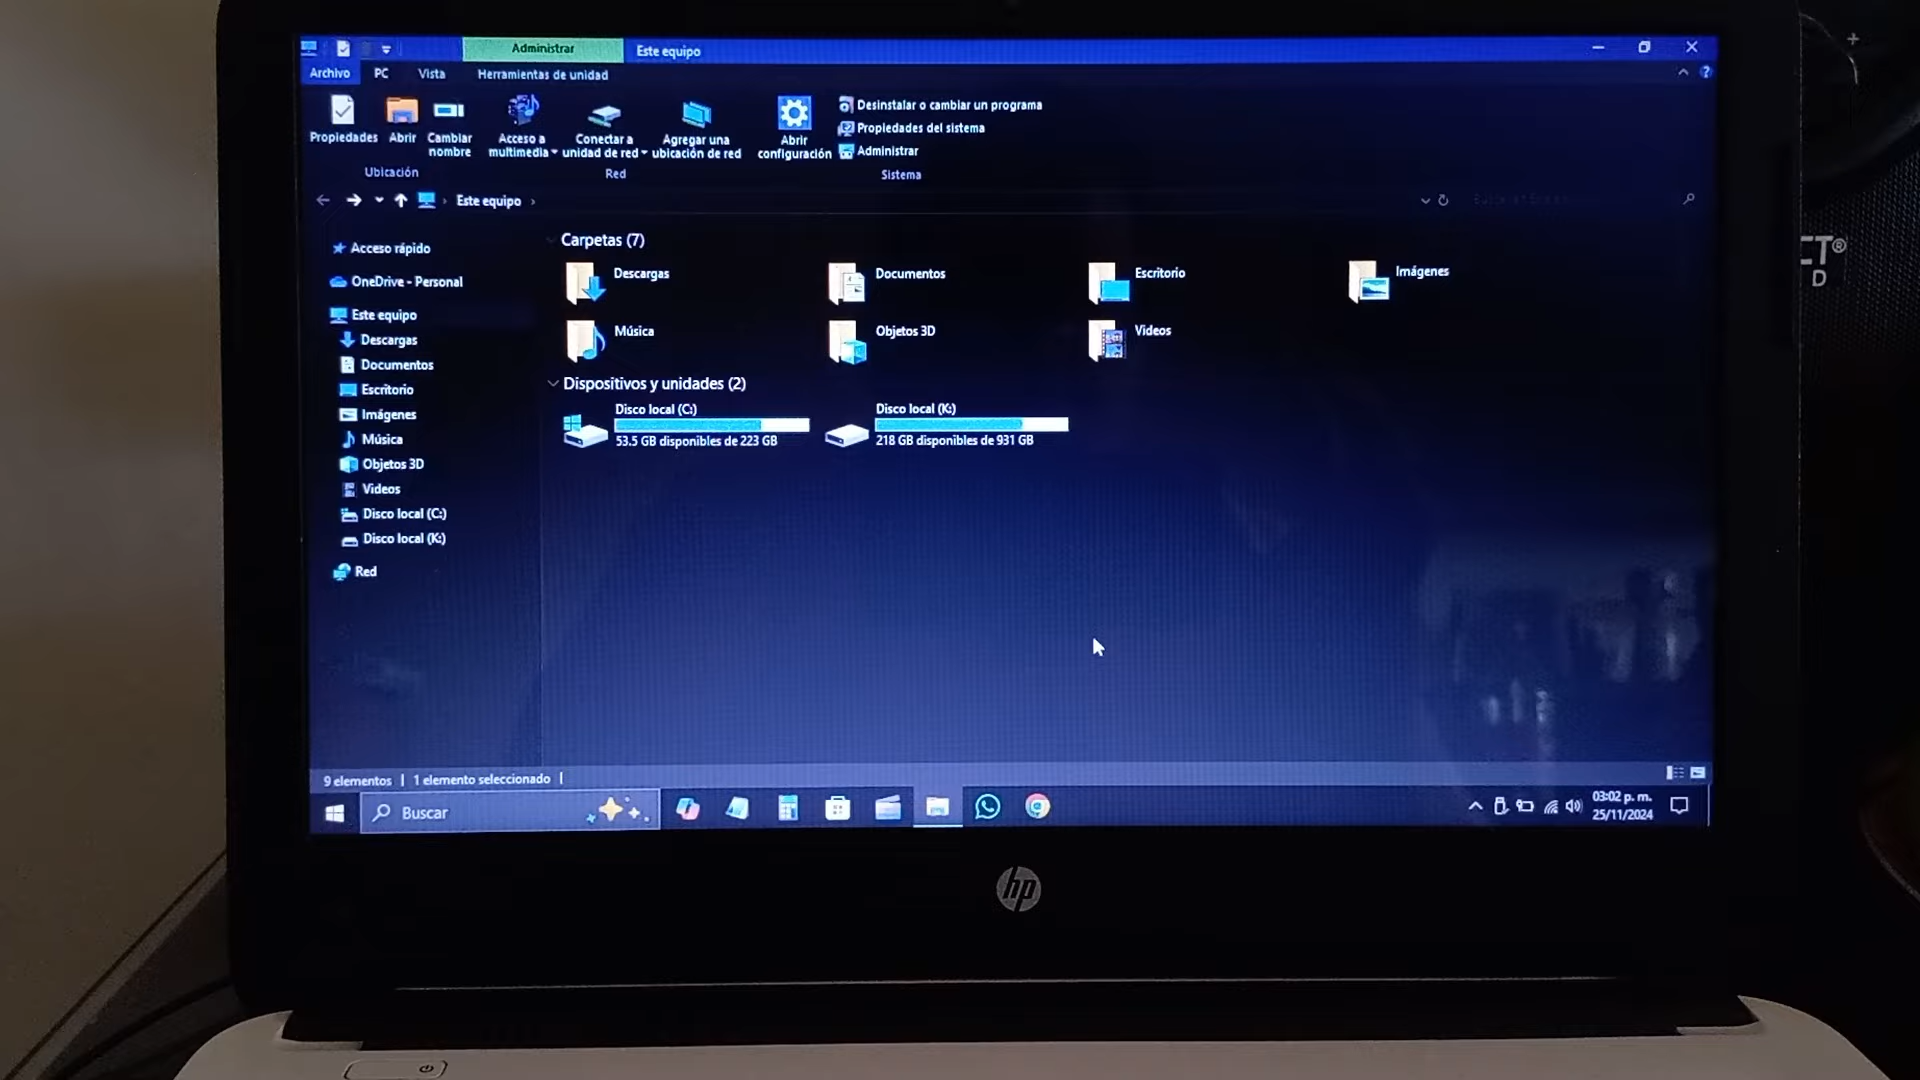 Administrar
Este equipo
Archivo
PC
Vista
Herramientas de unidad
Propiedades
Abrir
Cambiar
nombre
Acceso a
multimedia
Conectar a
unidad de red
Agregar una
ubicación de red
Abrir
configuración
Desinstalar o cambiar un programa
Propiedades del sistema
Administrar
Ubicación
Red
Sistema
Este equipo
Acceso rápido
OneDrive - Personal
Este equipo
Descargas
Documentos
Escritorio
Imágenes
Música
Objetos 3D
Videos
Disco local (C:)
Disco local (K:)
Red
Carpetas (7)
Descargas
Documentos
Escritorio
Imágenes
Música
Objetos 3D
Videos
Dispositivos y unidades (2)
Disco local (C:)
53.5 GB disponibles de 223 GB
Disco local (K:)
218 GB disponibles de 931 GB
9 elementos
1 elemento seleccionado
Buscar
03:02 p. m.
25/11/2024
hp
CT®
D